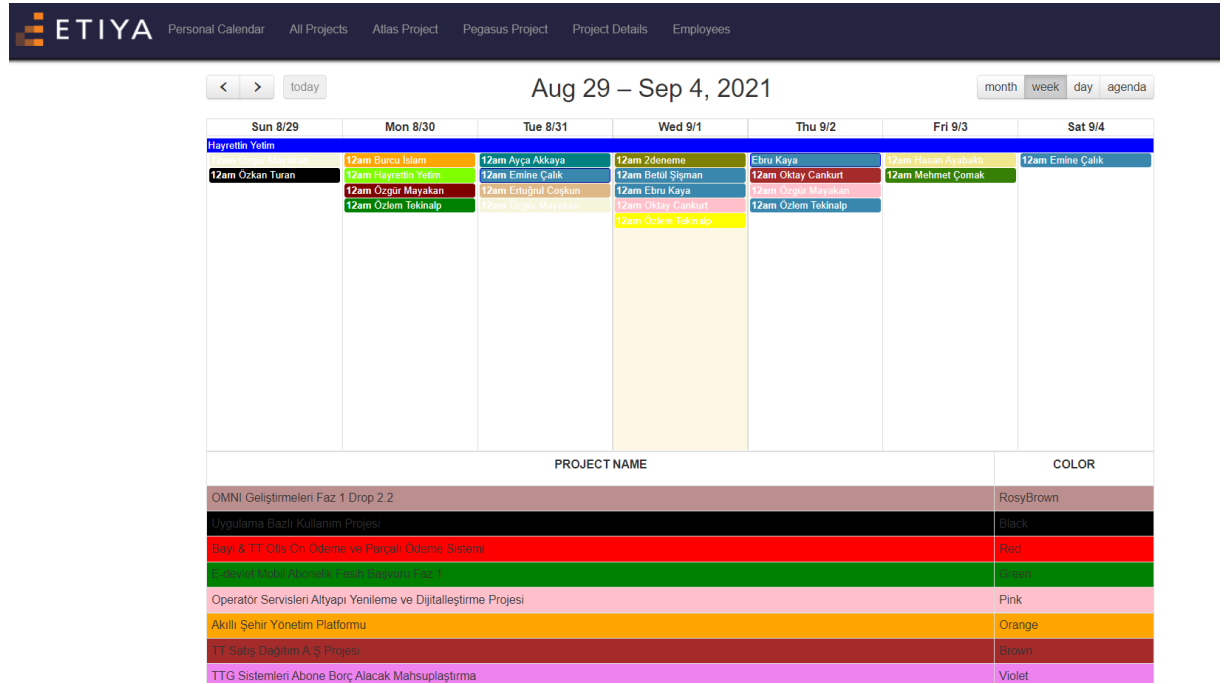 ETIYA Personal Calendar All Projects Atlas Project Pegasus Project Project Details Employees
today Aug 29 – Sep 4, 2021 month week day agenda
Sun 8/29 Mon 8/30 Tue 8/31 Wed 9/1 Thu 9/2 Fri 9/3 Sat 9/4
Hayrettin Yetim
12am Özgür Mayakan 12am Burcu İslam 12am Ayça Akkaya 12am 2deneme Ebru Kaya 12am Hasan Ayabaklı 12am Emine Çalık
12am Özkan Turan 12am Hayrettin Yetim 12am Emine Çalık 12am Betül Şişman 12am Oktay Cankurt 12am Mehmet Çomak
12am Özgür Mayakan 12am Ertuğrul Coşkun 12am Ebru Kaya 12am Özgür Mayakan
12am Özlem Tekinalp 12am Özgür Mayakan 12am Oktay Cankurt 12am Özlem Tekinalp
12am Özlem Tekinalp
PROJECT NAME COLOR
OMNI Geliştirmeleri Faz 1 Drop 2.2 RosyBrown
Uygulama Bazlı Kullanım Projesi Black
Bayi & TT Ofis Ön Ödeme ve Parçalı Ödeme Sistemi Red
E-devlet Mobil Abonelik Fesih Başvuru Faz 1 Green
Operatör Servisleri Altyapı Yenileme ve Dijitalleştirme Projesi Pink
Akıllı Şehir Yönetim Platformu Orange
TT Satış Dağıtım A.Ş Projesi Brown
TTG Sistemleri Abone Borç Alacak Mahsuplaştırma Violet